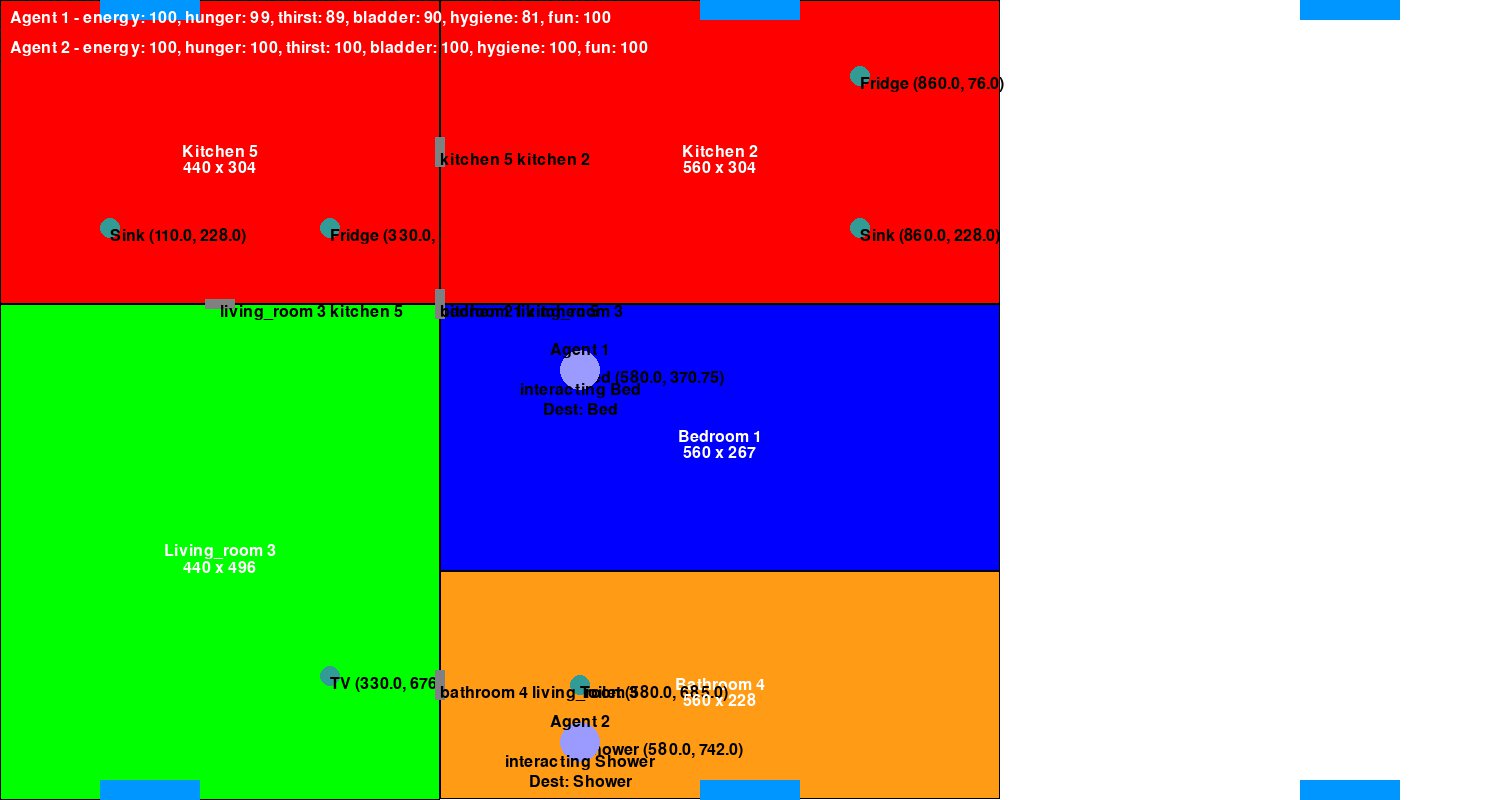 Agent 1 - energy: 100, hunger: 99, thirst: 89, bladder: 90, hygiene: 81, fun: 100
Agent 2 - energy: 100, hunger: 100, thirst: 100, bladder: 100, hygiene: 100, fun: 100
Fridge (860.0, 76.0)
Kitchen 5
440 x 304
kitchen 5 kitchen 2
Kitchen 2
560 x 304
Sink (110.0, 228.0)
Fridge (330.0,
Sink (860.0, 228.0)
living_room 3 kitchen 5
Agent 1
(580.0, 370.75)
interacting Bed
Dest: Bed
Bedroom 1
560 x 267
Living_room 3
440 x 496
TV (330.0, 676
bathroom 4 living_room 3
Toilet (580.0, 685.0)
Bathroom 4
560 x 228
Agent 2
(580.0, 742.0)
interacting Shower
Dest: Shower